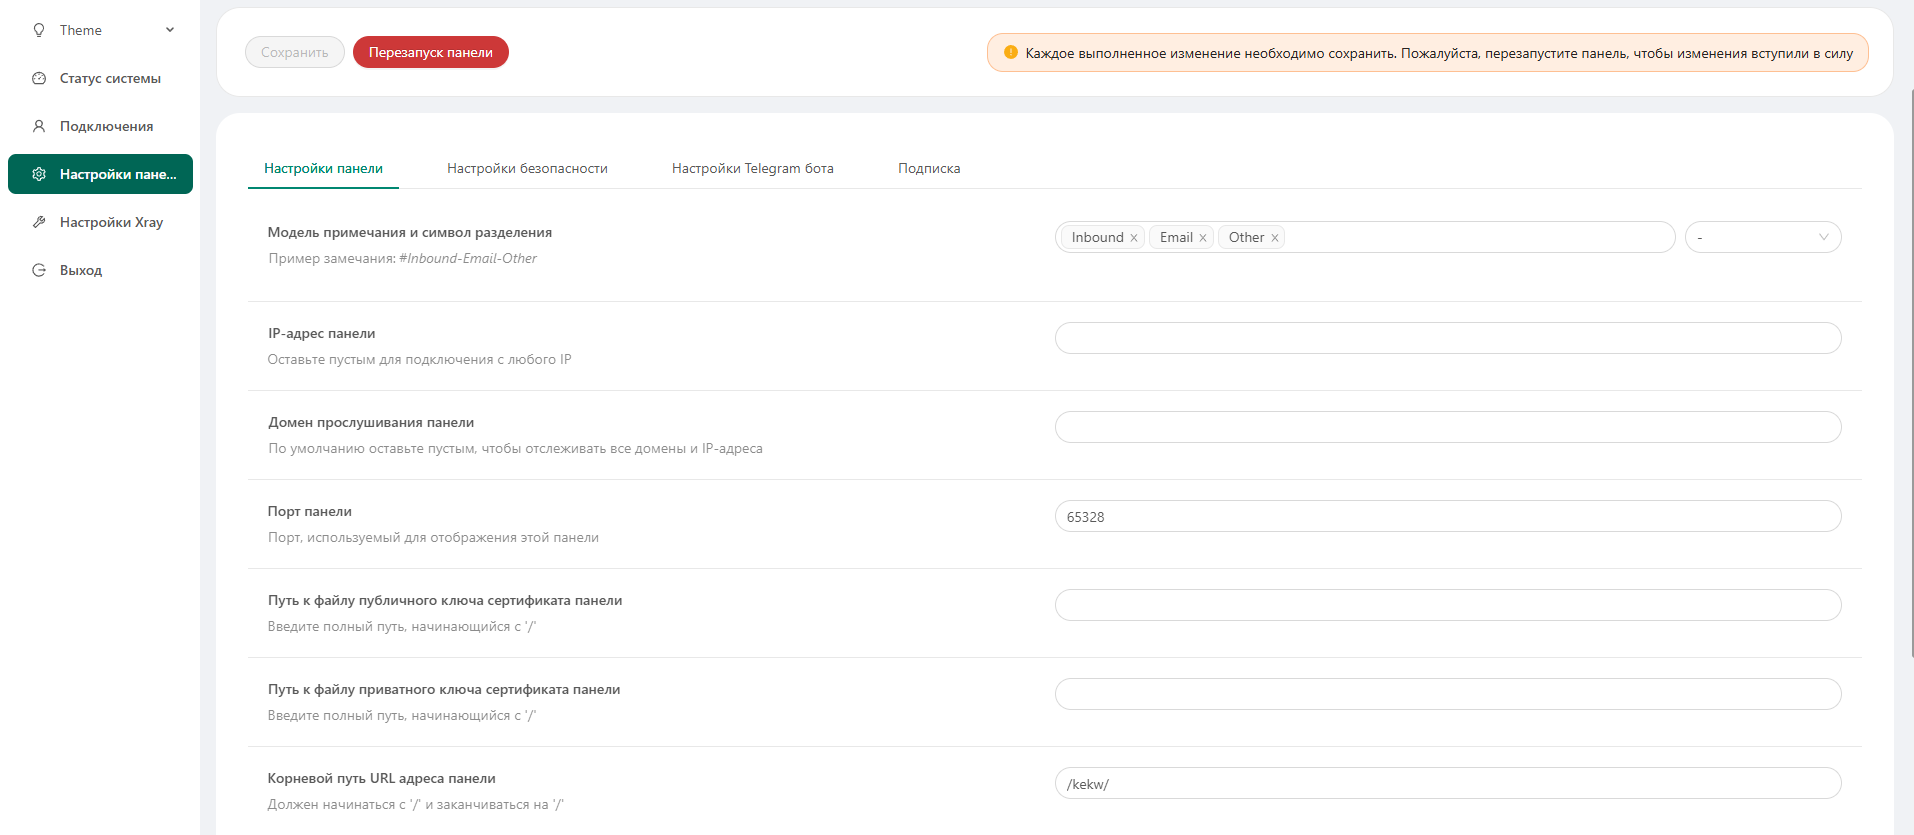 Theme
Статус системы
Подключения
Настройки пане...
Настройки Xray
Выход
Сохранить
Перезапуск панели
Каждое выполненное изменение необходимо сохранить. Пожалуйста, перезапустите панель, чтобы изменения вступили в силу
Настройки панели
Настройки безопасности
Настройки Telegram бота
Подписка
Модель примечания и символ разделения
Пример замечания: #Inbound-Email-Other
Inbound
Email
Other
-
IP-адрес панели
Оставьте пустым для подключения с любого IP
Домен прослушивания панели
По умолчанию оставьте пустым, чтобы отслеживать все домены и IP-адреса
Порт панели
Порт, используемый для отображения этой панели
65328
Путь к файлу публичного ключа сертификата панели
Введите полный путь, начинающийся с '/'
Путь к файлу приватного ключа сертификата панели
Введите полный путь, начинающийся с '/'
Корневой путь URL адреса панели
Должен начинаться с '/' и заканчиваться на '/'
/kekw/